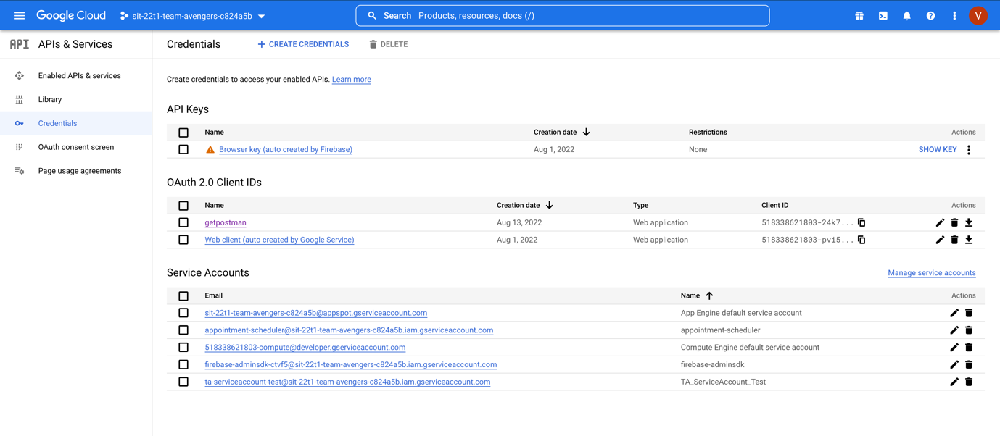 Google Cloud sit-22t1-team-avengers-c824a5b Search Products, resources, docs (/) V
API APIs & Services
Credentials + CREATE CREDENTIALS DELETE
Enabled APIs & services
Library
Credentials
OAuth consent screen
Page usage agreements
Create credentials to access your enabled APIs. Learn more
API Keys
Name Creation date Restrictions Actions
Browser key (auto created by Firebase) Aug 1, 2022 None SHOW KEY
OAuth 2.0 Client IDs
Name Creation date Type Client ID Actions
getpostman Aug 13, 2022 Web application 518338621803-24k7...
Web client (auto created by Google Service) Aug 1, 2022 Web application 518338621803-pvi5...
Service Accounts Manage service accounts
Email Name Actions
sit-22t1-team-avengers-c824a5b@appspot.gserviceaccount.com App Engine default service account
appointment-scheduler@sit-22t1-team-avengers-c824a5b.iam.gserviceaccount.com appointment-scheduler
518338621803-compute@developer.gserviceaccount.com Compute Engine default service account
firebase-adminsdk-ctvf5@sit-22t1-team-avengers-c824a5b.iam.gserviceaccount.com firebase-adminsdk
ta-serviceaccount-test@sit-22t1-team-avengers-c824a5b.iam.gserviceaccount.com TA_ServiceAccount_Test